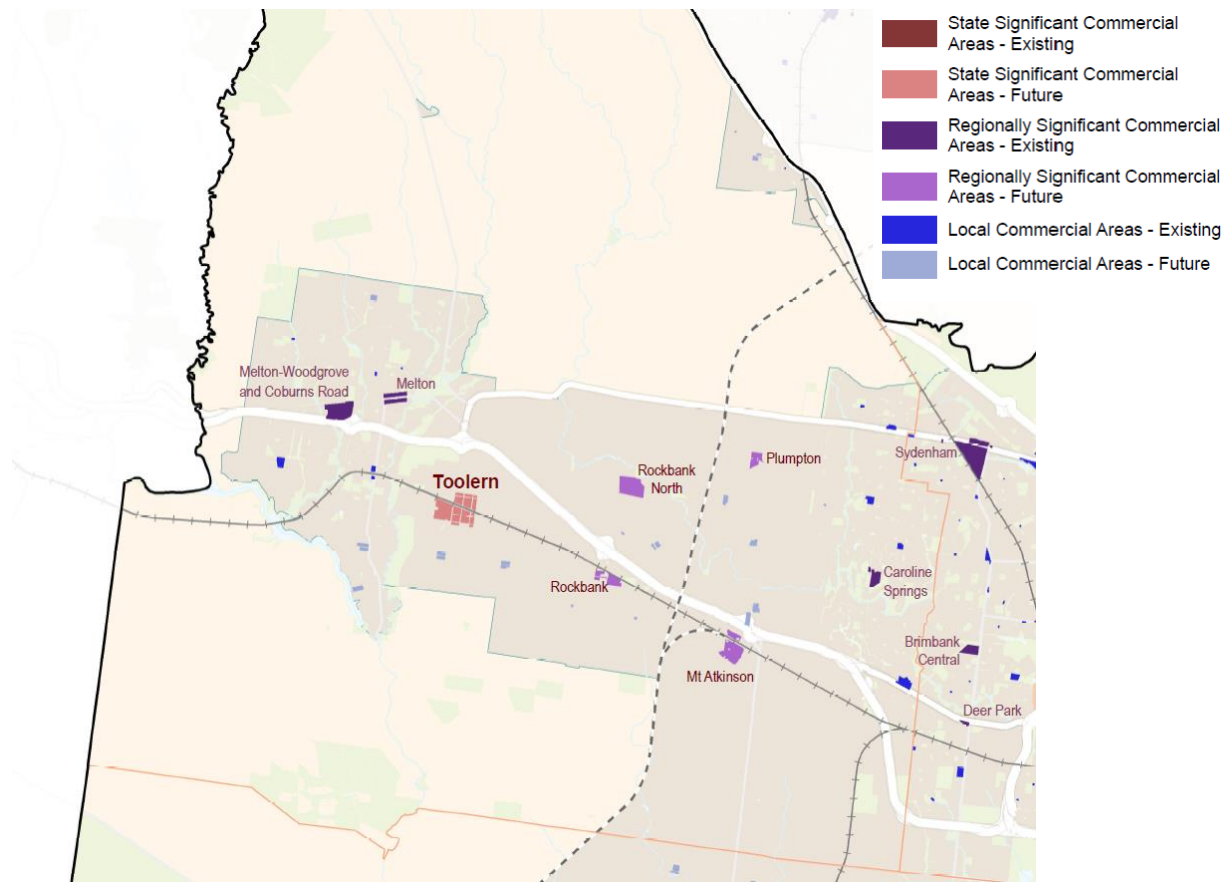 State Significant Commercial
Areas - Existing
State Significant Commercial
Areas - Future
Regionally Significant Commercial
Areas - Existing
Regionally Significant Commercial
Areas - Future
Local Commercial Areas - Existing
Local Commercial Areas - Future
Melton-Woodgrove
and Coburns Road
Melton
Toolern
Rockbank
North
Plumpton
Sydenham
Rockbank
Caroline
Springs
Mt Atkinson
Brimbank
Central
Deer Park